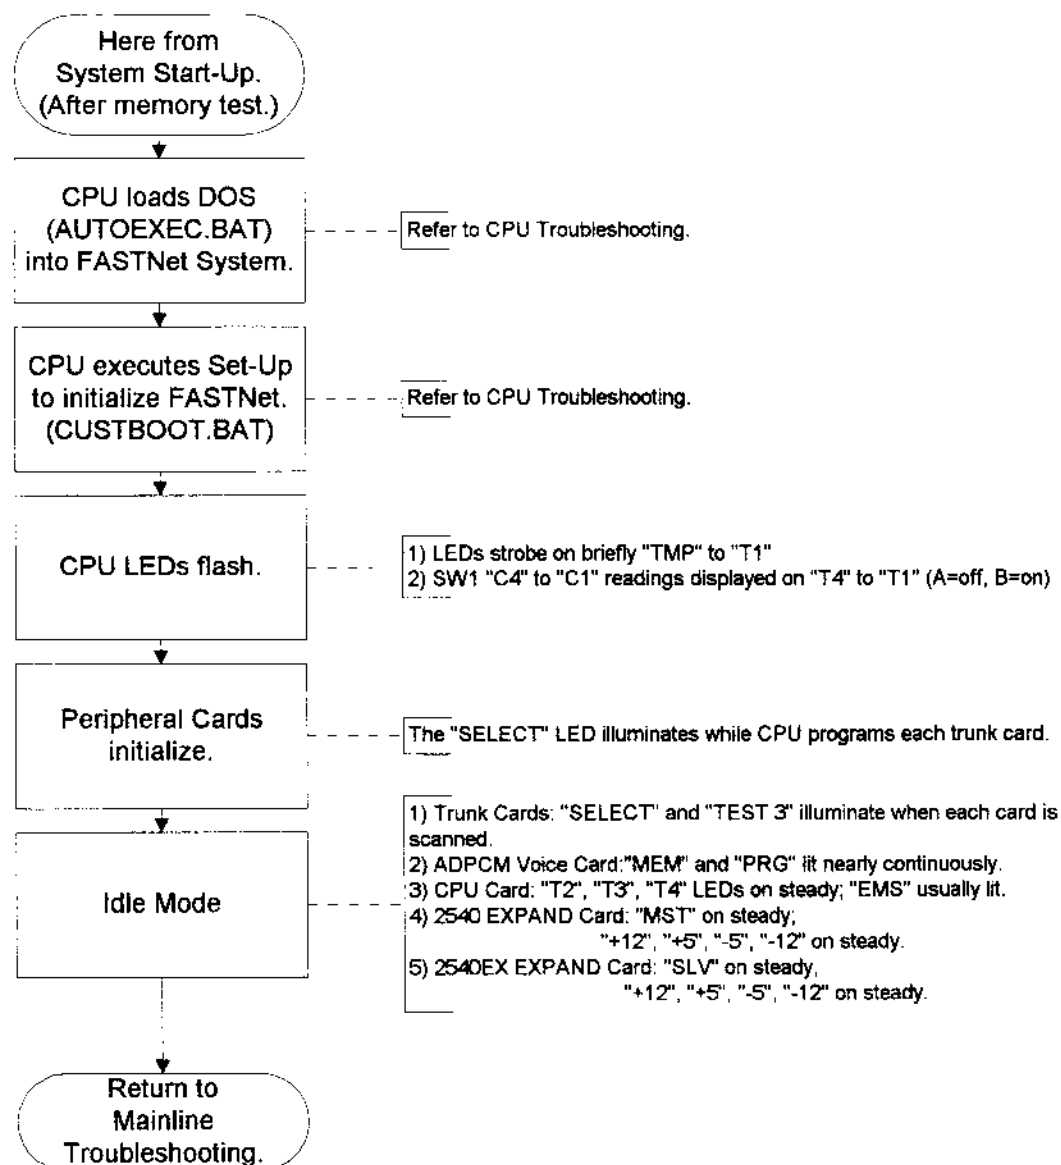 Here from
System Start-Up.
(After memory test.)
CPU loads DOS
(AUTOEXEC.BAT)
into FASTNet System.
Refer to CPU Troubleshooting.
CPU executes Set-Up
to initialize FASTNet.
(CUSTBOOT.BAT)
Refer to CPU Troubleshooting.
CPU LEDs flash.
1) LEDs strobe on briefly "TMP" to "T1"
2) SW1 "C4" to "C1" readings displayed on "T4" to "T1" (A=off, B=on)
Peripheral Cards
initialize.
The "SELECT" LED illuminates while CPU programs each trunk card.
Idle Mode
1) Trunk Cards: "SELECT" and "TEST 3" illuminate when each card is
scanned.
2) ADPCM Voice Card:"MEM" and "PRG" lit nearly continuously.
3) CPU Card: "T2", "T3", "T4" LEDs on steady; "EMS" usually lit.
4) 2540 EXPAND Card: "MST" on steady;
"+12", "+5", "-5", "-12" on steady.
5) 2540EX EXPAND Card: "SLV" on steady,
"+12", "+5", "-5", "-12" on steady.
Return to
Mainline
Troubleshooting.